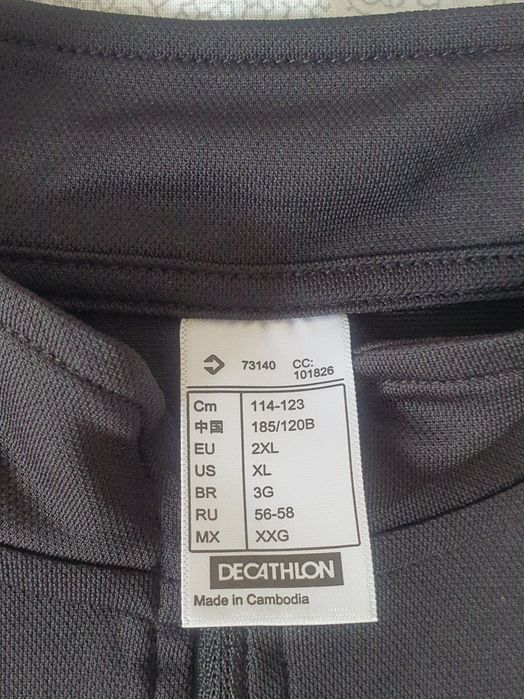 73140 CC:
101826
Cm 114-123
中国 185/120B
EU 2XL
US XL
BR 3G
RU 56-58
MX XXG
DECATHLON
Made in Cambodia